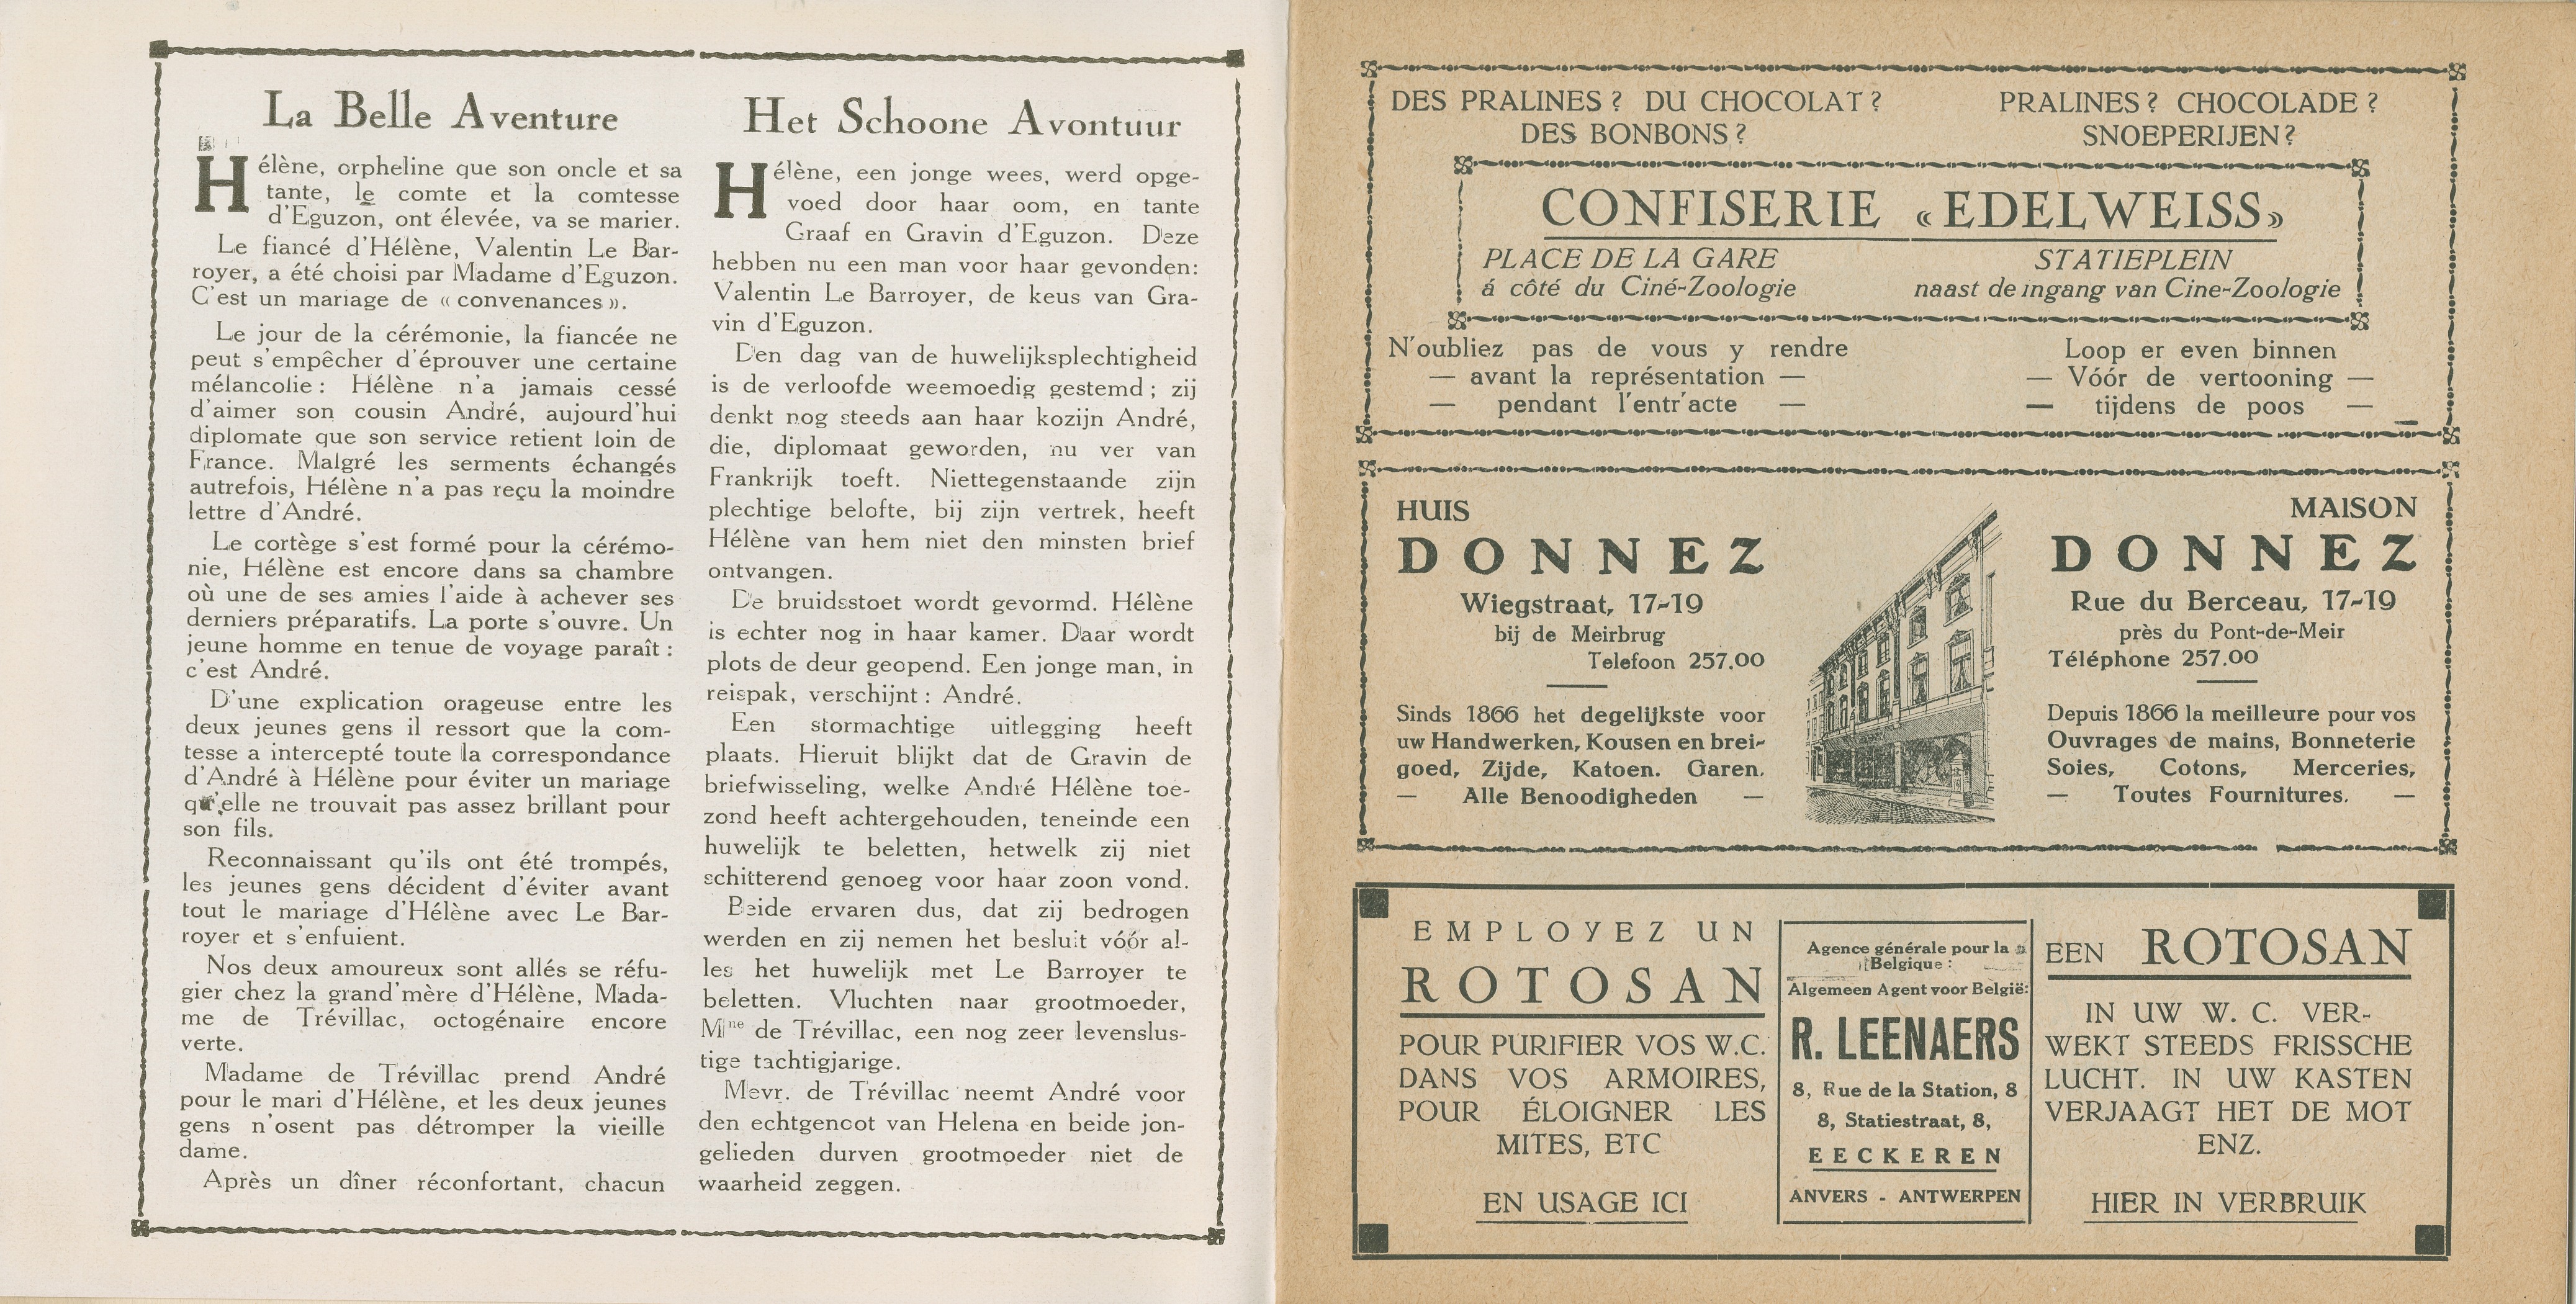 La Belle Aventure
Hélène, orpheline que son oncle et sa
tante, le comte et la comtesse
d'Eguzon, ont élevée, va se marier.
Le fiancé d'Hélène, Valentin Le Bar-
royer, a été choisi par Madame d'Eguzon.
C'est un mariage de « convenances ».
Le jour de la cérémonie, la fiancée ne
peut s'empêcher d'éprouver une certaine
mélancolie : Hélène n'a jamais cessé
d'aimer son cousin André, aujourd'hui
diplomate que son service retient loin de
France. Malgré les serments échangés
autrefois, Hélène n'a pas reçu la moindre
lettre d'André.
Le cortège s'est formé pour la cérémo-
nie, Hélène est encore dans sa chambre
où une de ses amies l'aide à achever ses
derniers préparatifs. La porte s'ouvre. Un
jeune homme en tenue de voyage paraît :
c'est André.
D'une explication orageuse entre les
deux jeunes gens il ressort que la com-
tesse a intercepté toute la correspondance
d'André à Hélène pour éviter un mariage
qu'elle ne trouvait pas assez brillant pour
son fils.
Reconnaissant qu'ils ont été trompés,
les jeunes gens décident d'éviter avant
tout le mariage d'Hélène avec Le Bar-
royer et s'enfuient.
Nos deux amoureux sont allés se réfu-
gier chez la grand'mère d'Hélène, Mada-
me de Trévillac, octogénaire encore
verte.
Madame de Trévillac prend André
pour le mari d'Hélène, et les deux jeunes
gens n'osent pas détromper la vieille
dame.
Après un dîner réconfortant, chacun
Het Schoone Avontuur
Hélène, een jonge wees, werd opge-
voed door haar oom, en tante
Graaf en Gravin d'Eguzon. Deze
hebben nu een man voor haar gevonden:
Valentin Le Barroyer, de keus van Gra-
vin d'Eguzon.
Den dag van de huwelijksplechtigheid
is de verloofde weemoedig gestemd ; zij
denkt nog steeds aan haar kozijn André,
die, diplomaat geworden, nu ver van
Frankrijk toeft. Niettegenstaande zijn
plechtige belofte, bij zijn vertrek, heeft
Hélène van hem niet den minsten brief
ontvangen.
De bruidsstoet wordt gevormd. Hélène
is echter nog in haar kamer. Daar wordt
plots de deur geopend. Een jonge man, in
reispak, verschijnt : André.
Een stormachtige uitlegging heeft
plaats. Hieruit blijkt dat de Gravin de
briefwisseling, welke André Hélène toe-
zond heeft achtergehouden, teneinde een
huwelijk te beletten, hetwelk zij niet
schitterend genoeg voor haar zoon vond.
Beide ervaren dus, dat zij bedrogen
werden en zij nemen het besluit vóór al-
les het huwelijk met Le Barroyer te
beletten. Vluchten naar grootmoeder,
Mme de Trévillac, een nog zeer levenslus-
tige tachtigjarige.
Mevr. de Trévillac neemt André voor
den echtgenoot van Helena en beide jon-
gelieden durven grootmoeder niet de
waarheid zeggen.
DES PRALINES ? DU CHOCOLAT ?
DES BONBONS ?
PRALINES ? CHOCOLADE ?
SNOEPERIJEN ?
CONFISERIE « EDELWEISS »
PLACE DE LA GARE
á côté du Ciné-Zoologie
STATIEPLEIN
naast de ingang van Cine-Zoologie
N'oubliez pas de vous y rendre
— avant la représentation —
— pendant l'entr'acte —
Loop er even binnen
— Vóór de vertooning —
— tijdens de poos —
HUIS
DONNEZ
Wiegstraat, 17-19
bij de Meirbrug
Telefoon 257.00
Sinds 1866 het degelijkste voor
uw Handwerken, Kousen en brei-
goed, Zijde, Katoen. Garen.
— Alle Benoodigheden —
MAISON
DONNEZ
Rue du Berceau, 17-19
près du Pont-de-Meir
Téléphone 257.00
Depuis 1866 la meilleure pour vos
Ouvrages de mains, Bonneterie
Soies, Cotons, Merceries,
— Toutes Fournitures. —
EMPLOYEZ UN
ROTOSAN
POUR PURIFIER VOS W.C.
DANS VOS ARMOIRES,
POUR ÉLOIGNER LES
MITES, ETC
EN USAGE ICI
Agence générale pour la
Belgique :
Algemeen Agent voor België:
R. LEENAERS
8, Rue de la Station, 8
8, Statiestraat, 8,
EECKEREN
ANVERS - ANTWERPEN
EEN ROTOSAN
IN UW W. C. VER-
WEKT STEEDS FRISSCHE
LUCHT. IN UW KASTEN
VERJAAGT HET DE MOT
ENZ.
HIER IN VERBRUIK